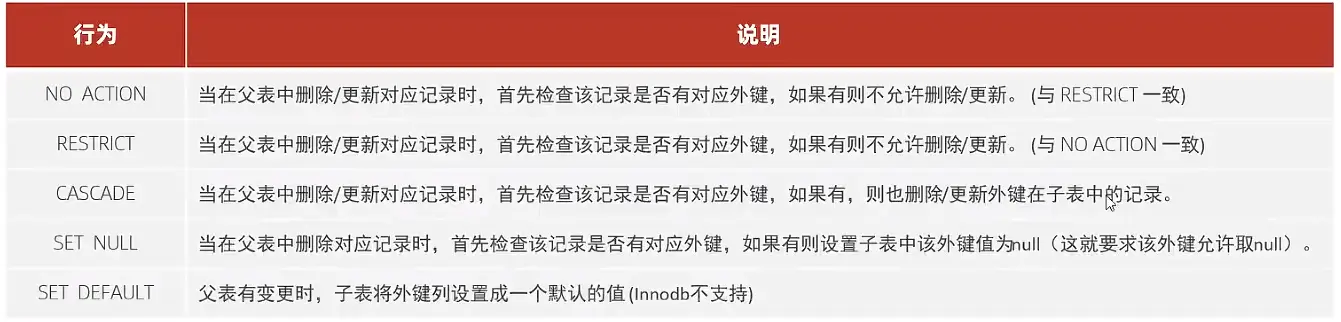 行为 说明
NO ACTION 当在父表中删除/更新对应记录时，首先检查该记录是否有对应外键，如果有则不允许删除/更新。 (与 RESTRICT 一致)
RESTRICT 当在父表中删除/更新对应记录时，首先检查该记录是否有对应外键，如果有则不允许删除/更新。 (与 NO ACTION 一致)
CASCADE 当在父表中删除/更新对应记录时，首先检查该记录是否有对应外键，如果有，则也删除/更新外键在子表中的记录。
SET NULL 当在父表中删除对应记录时，首先检查该记录是否有对应外键，如果有则设置子表中该外键值为null（这就要求该外键允许取null）。
SET DEFAULT 父表有变更时，子表将外键列设置成一个默认的值 (Innodb不支持)